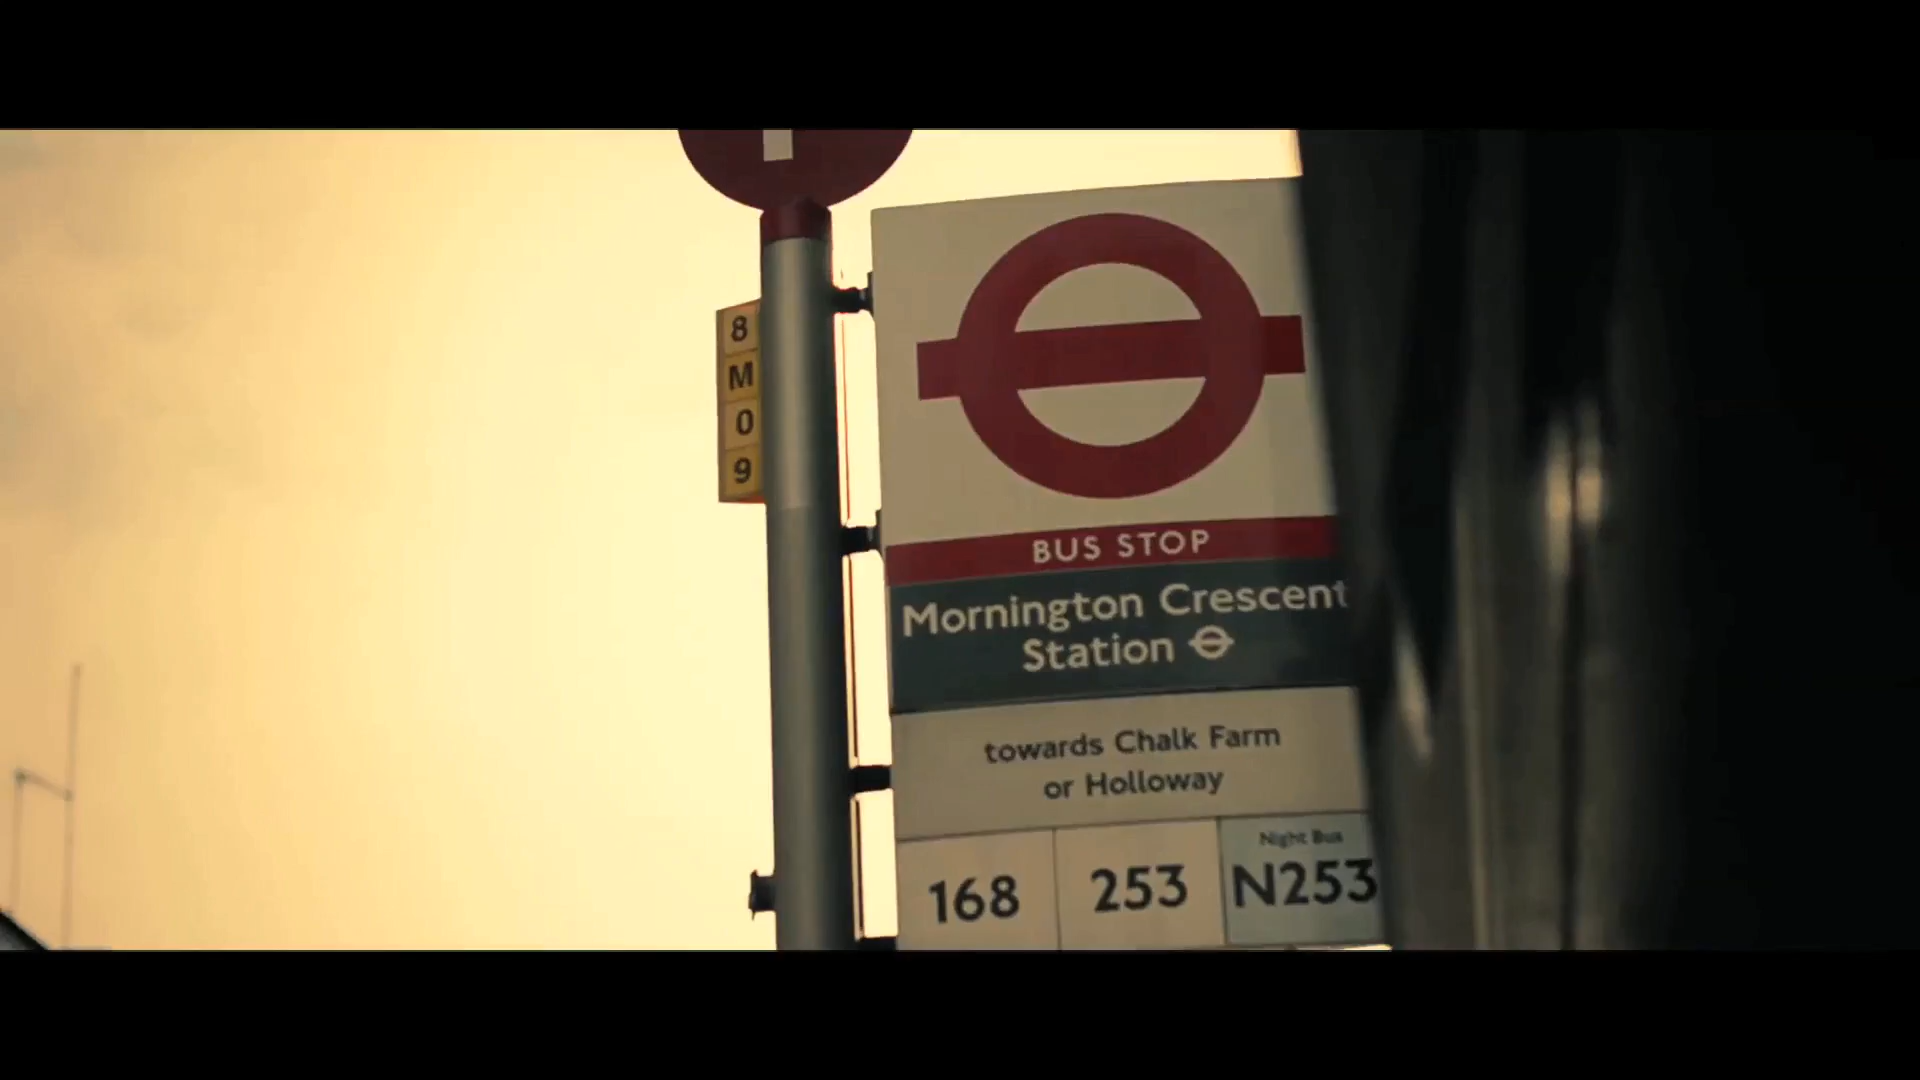 8
M
0
9
BUS STOP
Mornington Crescent
Station
towards Chalk Farm
or Holloway
168
253
Night Bus
N253